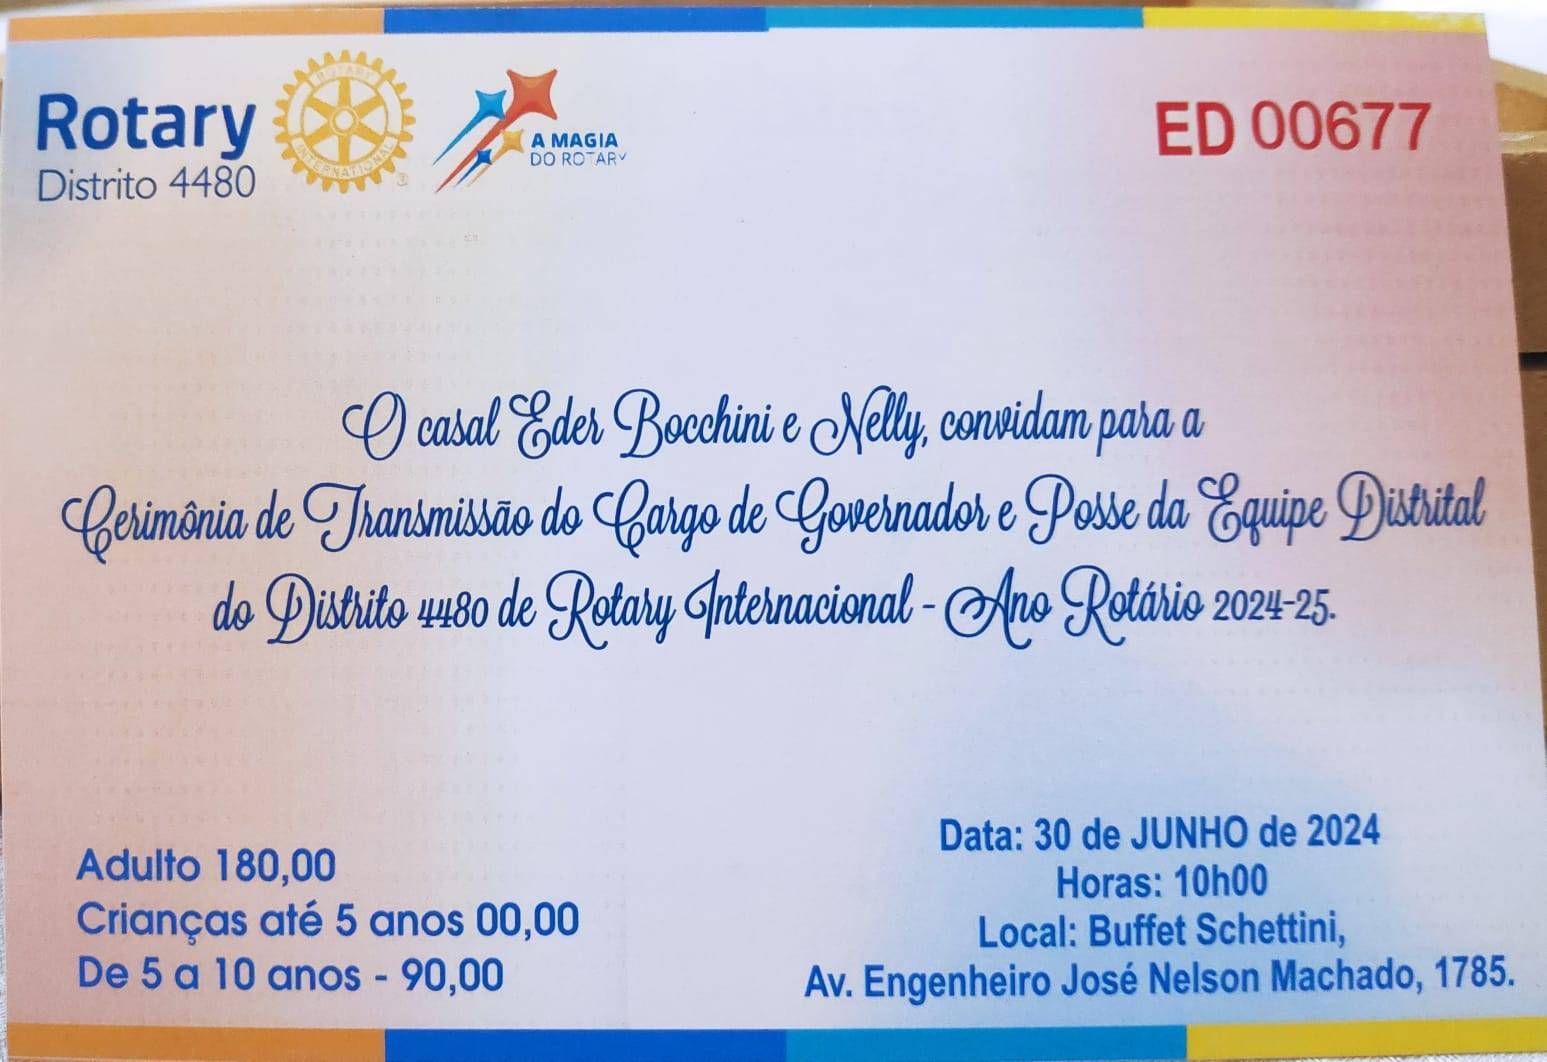 Rotary
Distrito 4480
ROTARY
INTERNATIONAL
A MAGIA
DO ROTARY
ED 00677
O casal Eder Bocchini e Nelly, convidam para a
Cerimônia de Transmissão do Cargo de Governador e Posse da Equipe Distrital
do Distrito 4480 de Rotary Internacional - Ano Rotário 2024-25.
Adulto 180,00
Crianças até 5 anos 00,00
De 5 a 10 anos - 90,00
Data: 30 de JUNHO de 2024
Horas: 10h00
Local: Buffet Schettini,
Av. Engenheiro José Nelson Machado, 1785.